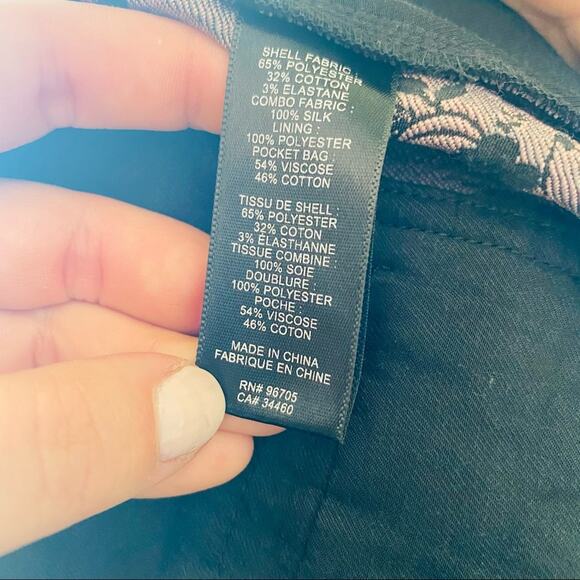 SHELL FABRIC
65% POLYESTER
32% COTTON
3% ELASTANE
COMBO FABRIC :
100% SILK
LINING :
100% POLYESTER
POCKET BAG :
54% VISCOSE
46% COTTON
TISSU DE SHELL :
65% POLYESTER
32% COTON
3% ÉLASTHANNE
TISSUE COMBINE :
100% SOIE
DOUBLURE :
100% POLYESTER
POCHE :
54% VISCOSE
46% COTON
MADE IN CHINA
FABRIQUE EN CHINE
RN# 96705
CA# 34460